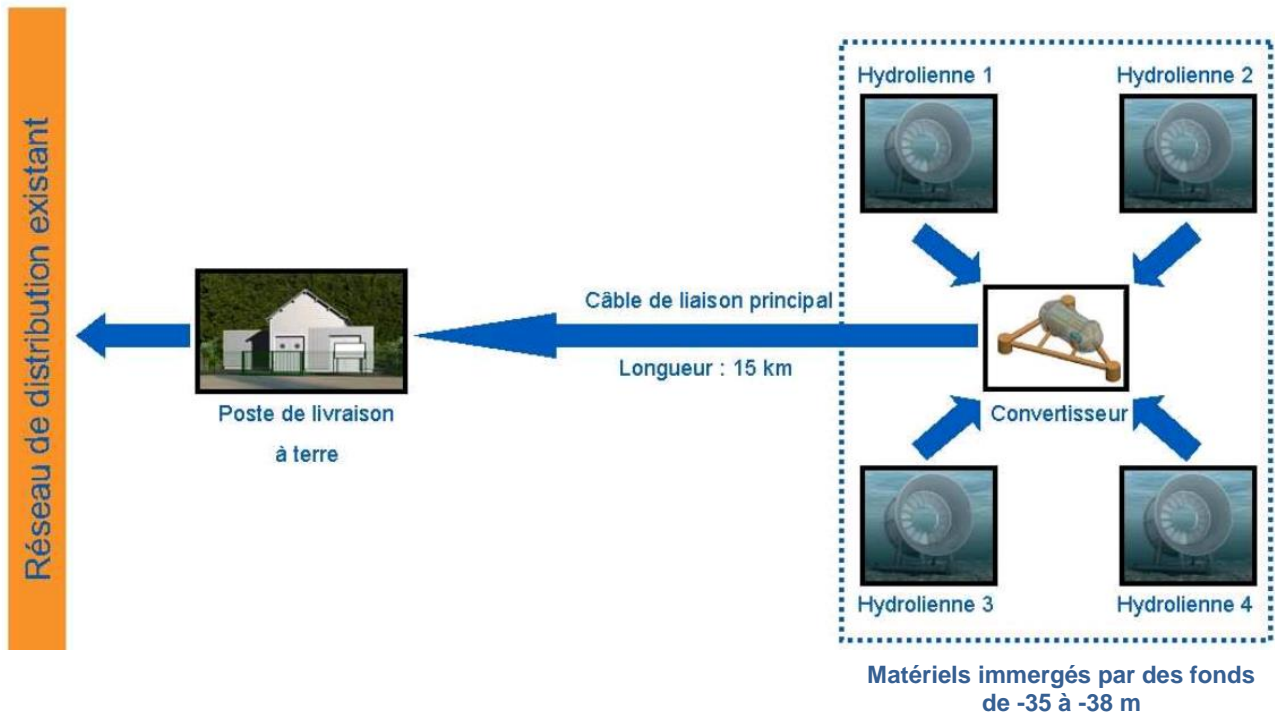 Réseau de distribution existant
Hydrolienne 1
Hydrolienne 2
Câble de liaison principal
Longueur : 15 km
Poste de livraison
à terre
Convertisseur
Hydrolienne 3
Hydrolienne 4
Matériels immergés par des fonds
de -35 à -38 m